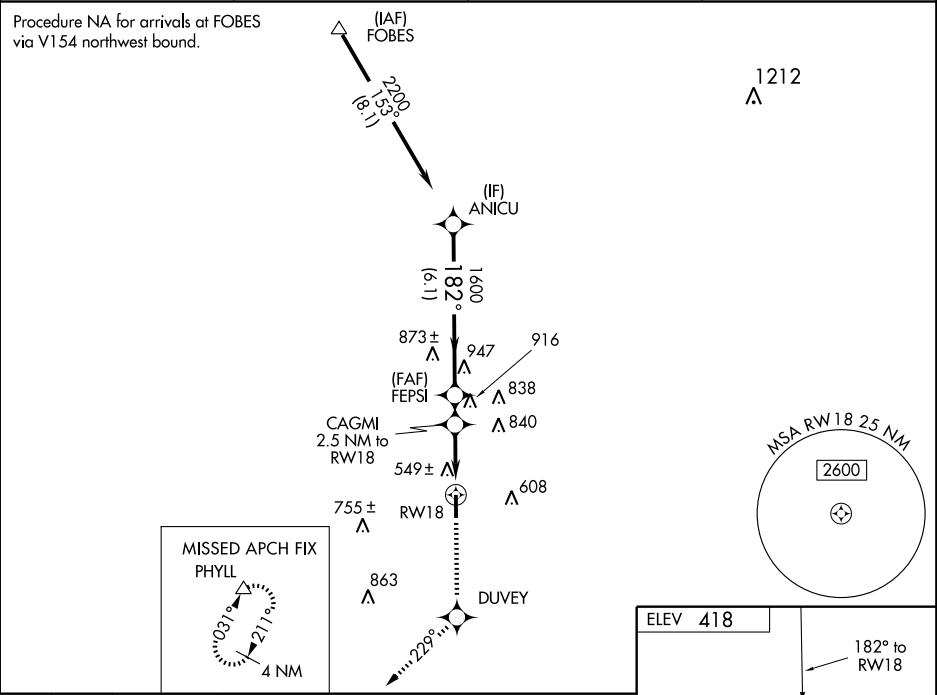 Procedure NA for arrivals at FOBES
via V154 northwest bound.
(IAF)
FOBES
2200
153°
(8.1)
1212
(IF)
ANICU
1600
182°
(6.1)
873 ±
947
916
(FAF)
FEPSI
838
CAGMI
2.5 NM to
RW18
840
549 ±
MSA RW18 25 NM
2600
608
755 ±
RW18
MISSED APCH FIX
PHYLL
031°
211°
4 NM
863
DUVEY
229°
ELEV 418
182° to
RW18